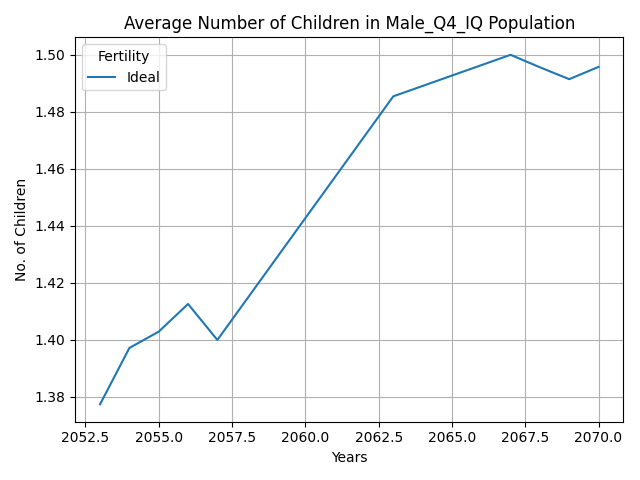 Average Number of Children in Male_Q4_IQ Population
Fertility
Ideal
No. of Children
1.50
1.48
1.46
1.44
1.42
1.40
1.38
2052.5 2055.0 2057.5 2060.0 2062.5 2065.0 2067.5 2070.0
Years